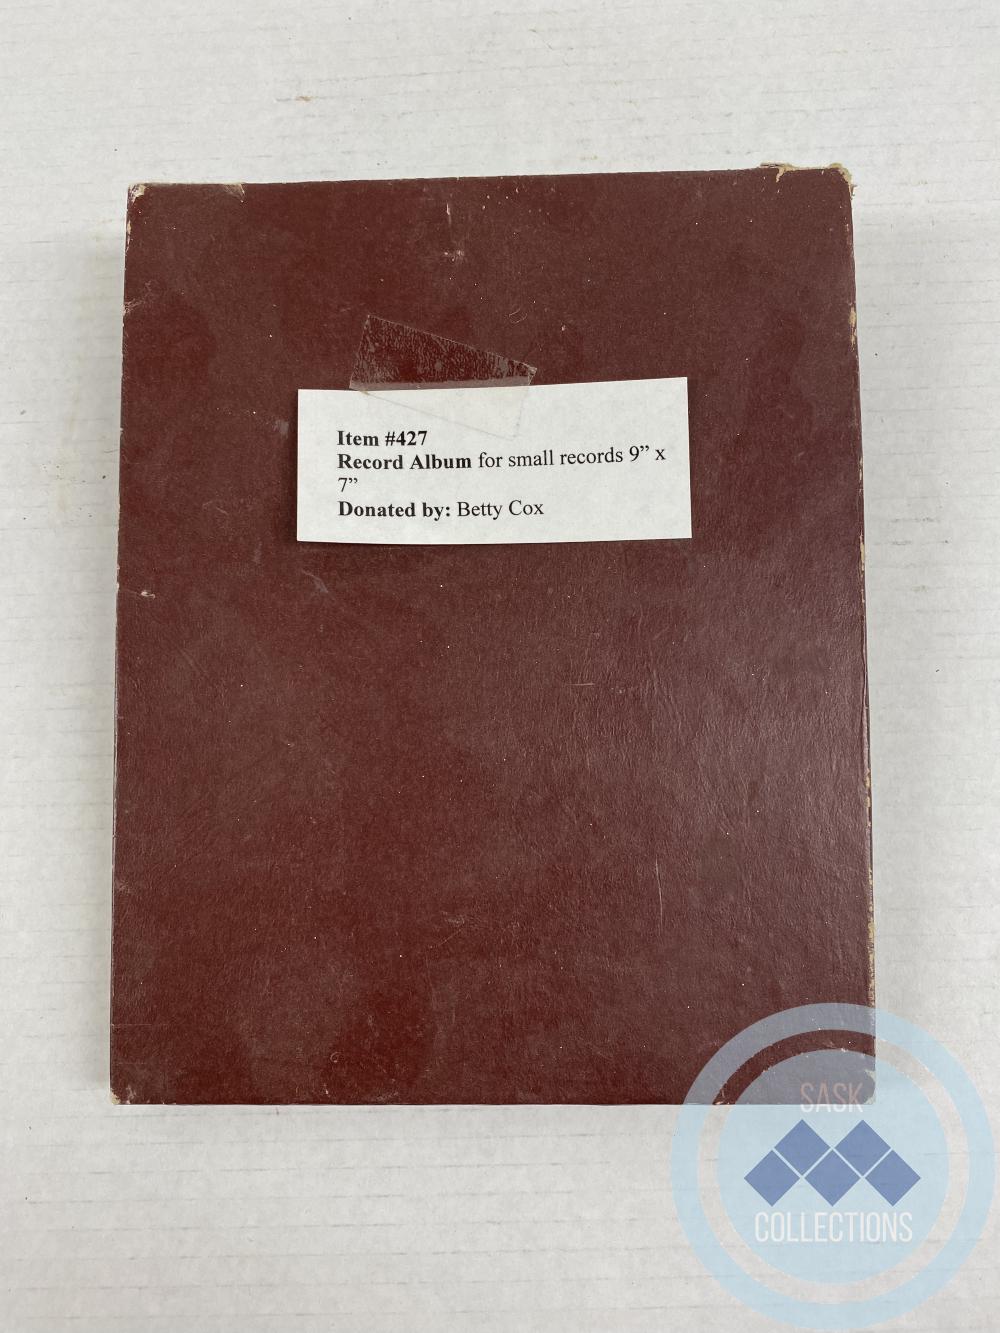 Item #427
Record Album for small records 9” x
7”
Donated by: Betty Cox
SASK
COLLECTIONS